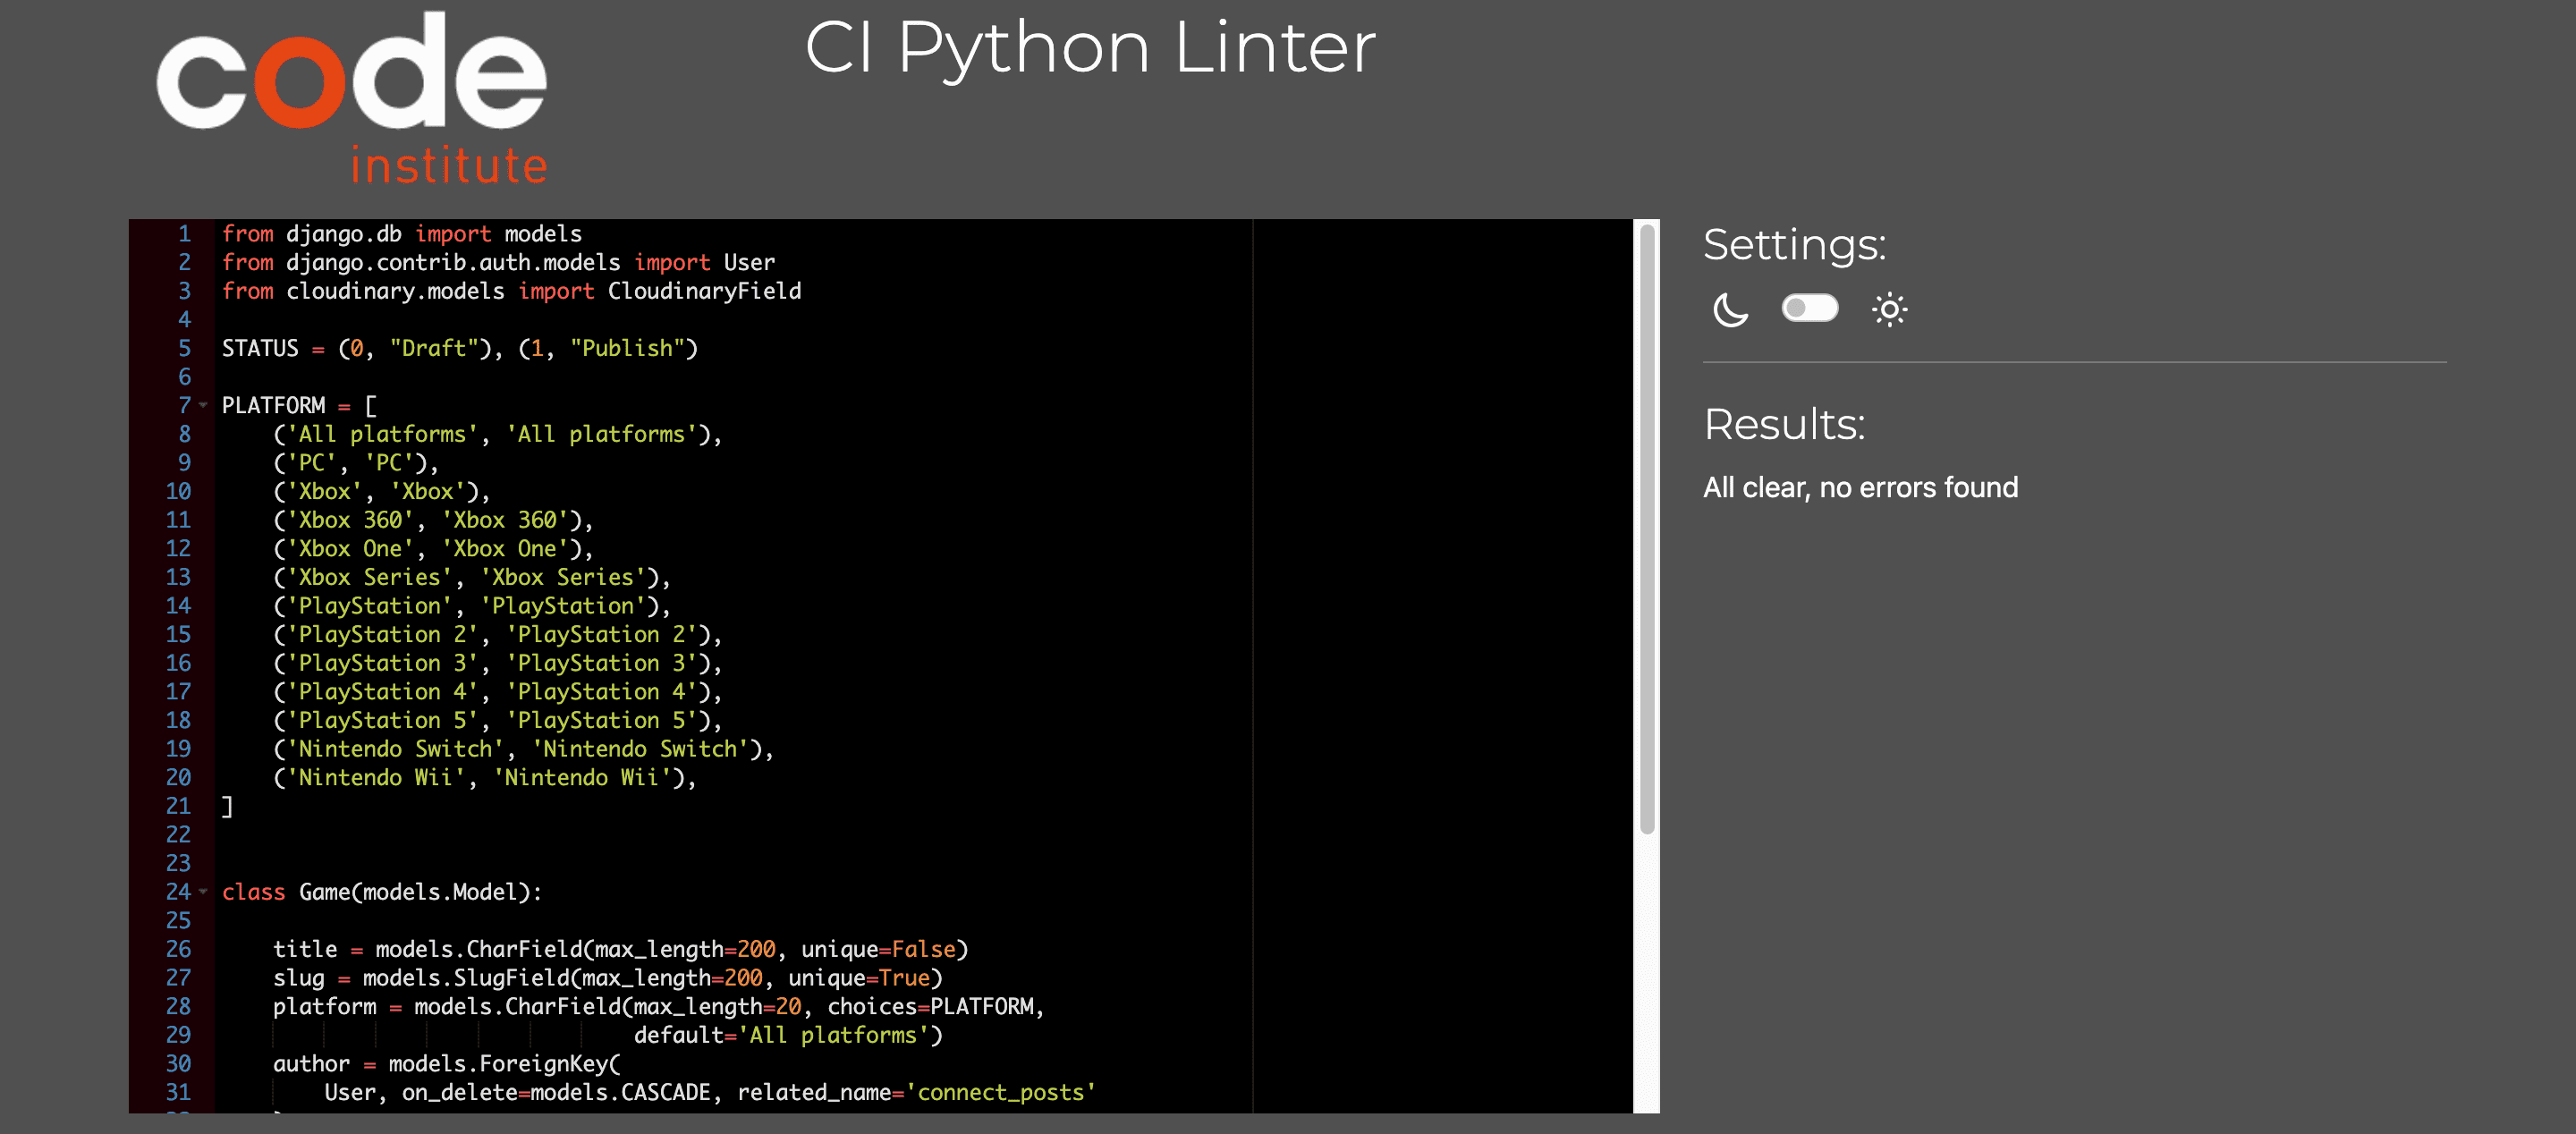 code
institute
CI Python Linter
1 from django.db import models
2 from django.contrib.auth.models import User
3 from cloudinary.models import CloudinaryField
4
5 STATUS = (0, "Draft"), (1, "Publish")
6
7 PLATFORM = [
8     ('All platforms', 'All platforms'),
9     ('PC', 'PC'),
10     ('Xbox', 'Xbox'),
11     ('Xbox 360', 'Xbox 360'),
12     ('Xbox One', 'Xbox One'),
13     ('Xbox Series', 'Xbox Series'),
14     ('PlayStation', 'PlayStation'),
15     ('PlayStation 2', 'PlayStation 2'),
16     ('PlayStation 3', 'PlayStation 3'),
17     ('PlayStation 4', 'PlayStation 4'),
18     ('PlayStation 5', 'PlayStation 5'),
19     ('Nintendo Switch', 'Nintendo Switch'),
20     ('Nintendo Wii', 'Nintendo Wii'),
21 ]
22
23
24 class Game(models.Model):
25
26     title = models.CharField(max_length=200, unique=False)
27     slug = models.SlugField(max_length=200, unique=True)
28     platform = models.CharField(max_length=20, choices=PLATFORM,
29                                 default='All platforms')
30     author = models.ForeignKey(
31         User, on_delete=models.CASCADE, related_name='connect_posts'
Settings:
Results:
All clear, no errors found